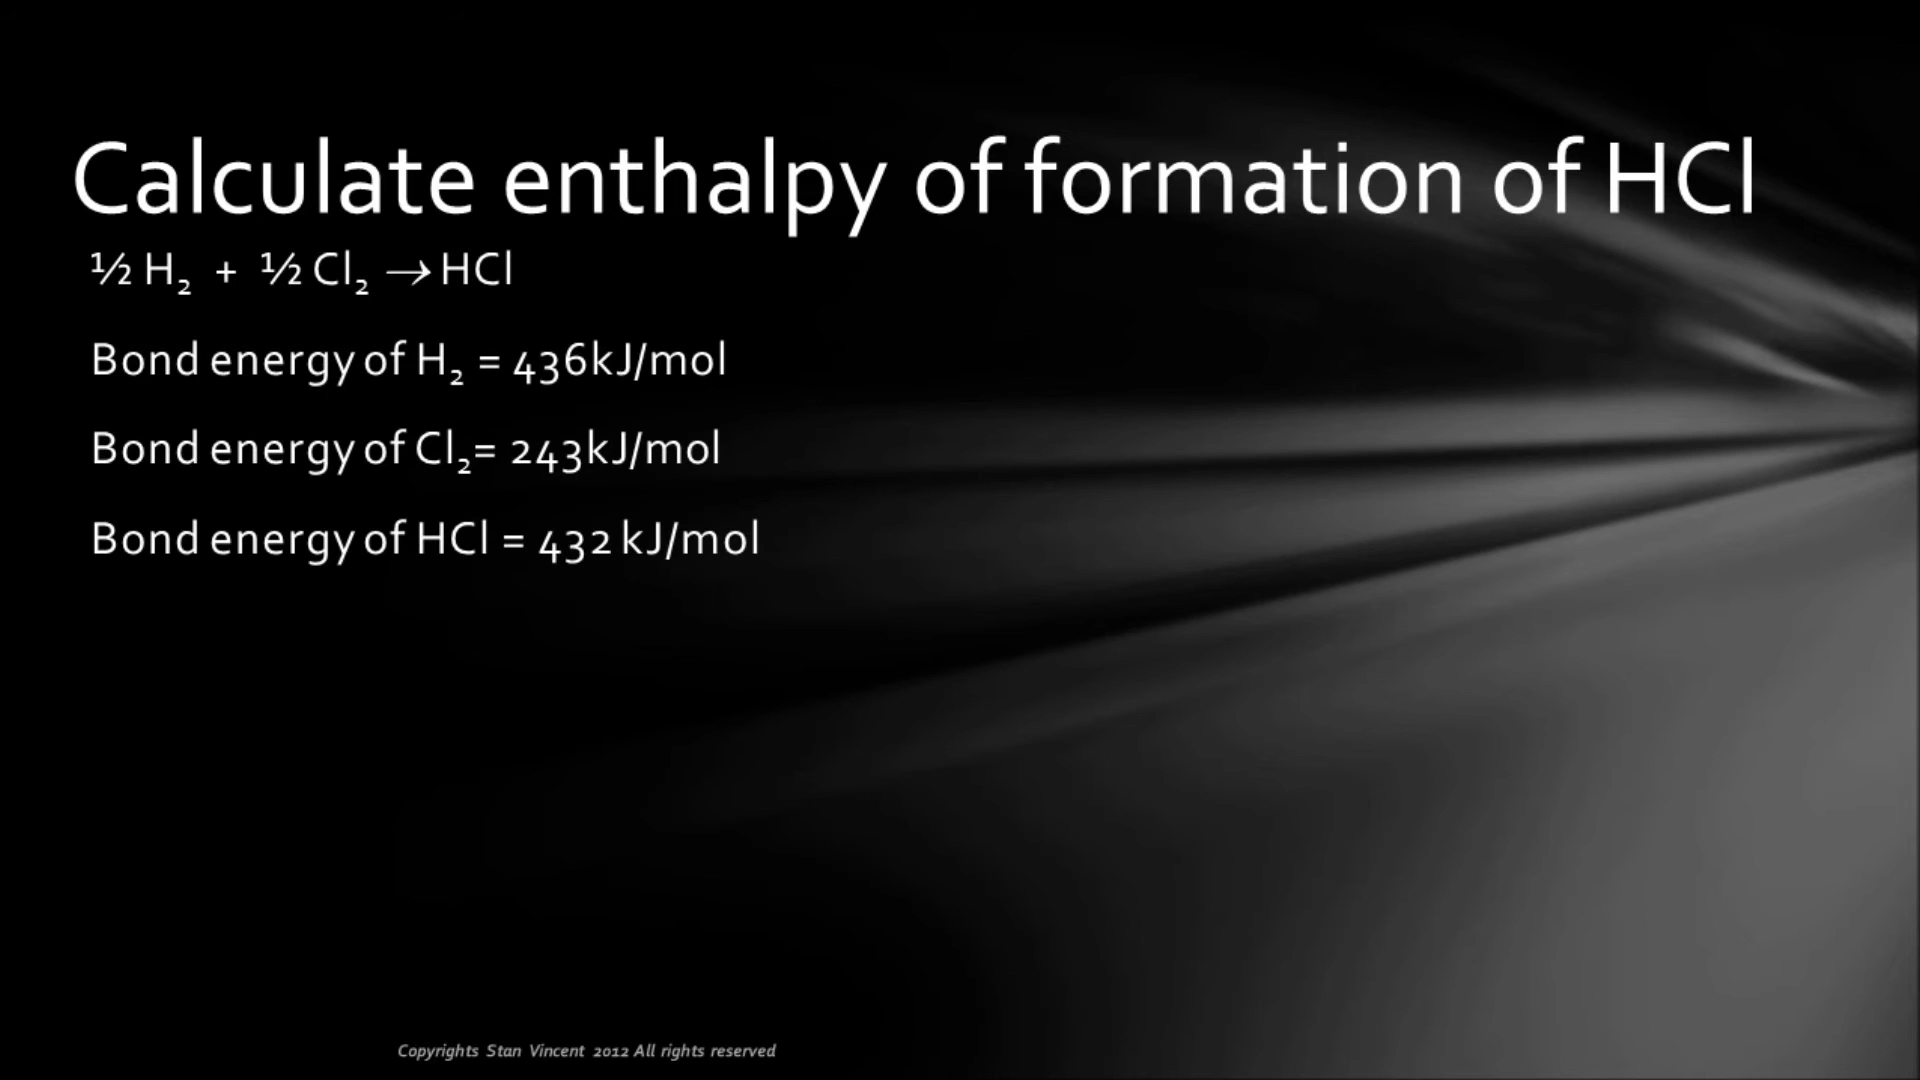 Calculate enthalpy of formation of HCl
½ H₂ + ½ Cl₂ → HCl
Bond energy of H₂ = 436kJ/mol
Bond energy of Cl₂= 243kJ/mol
Bond energy of HCl = 432 kJ/mol
Copyrights Stan Vincent 2012 All rights reserved